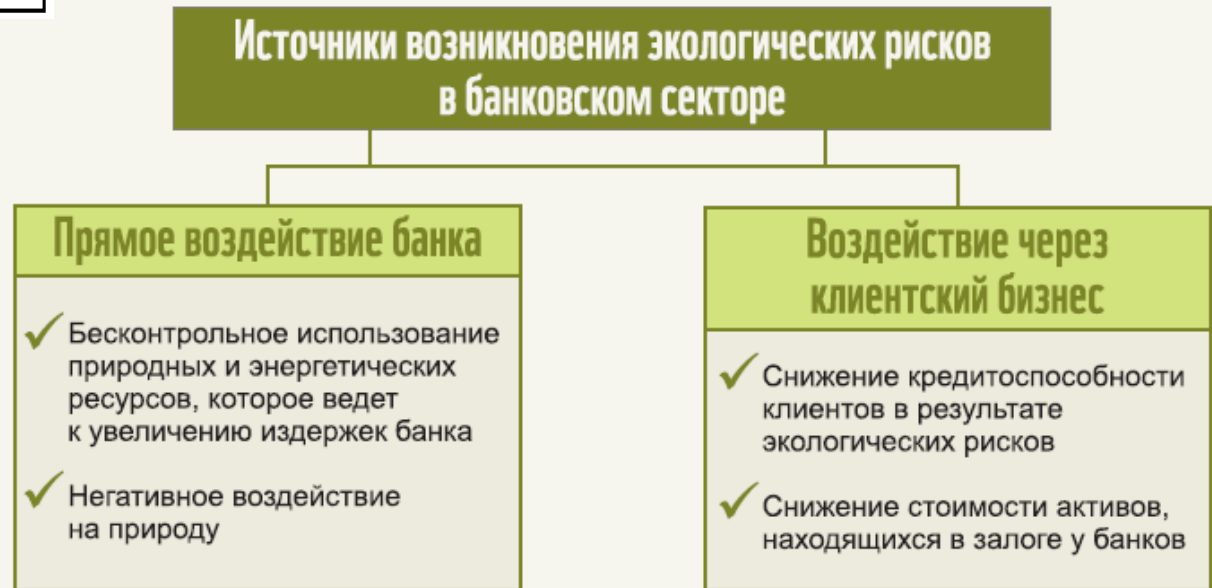 Источники возникновения экологических рисков
в банковском секторе
Прямое воздействие банка
Бесконтрольное использование
природных и энергетических
ресурсов, которое ведет
к увеличению издержек банка
Негативное воздействие
на природу
Воздействие через
клиентский бизнес
Снижение кредитоспособности
клиентов в результате
экологических рисков
Снижение стоимости активов,
находящихся в залоге у банков